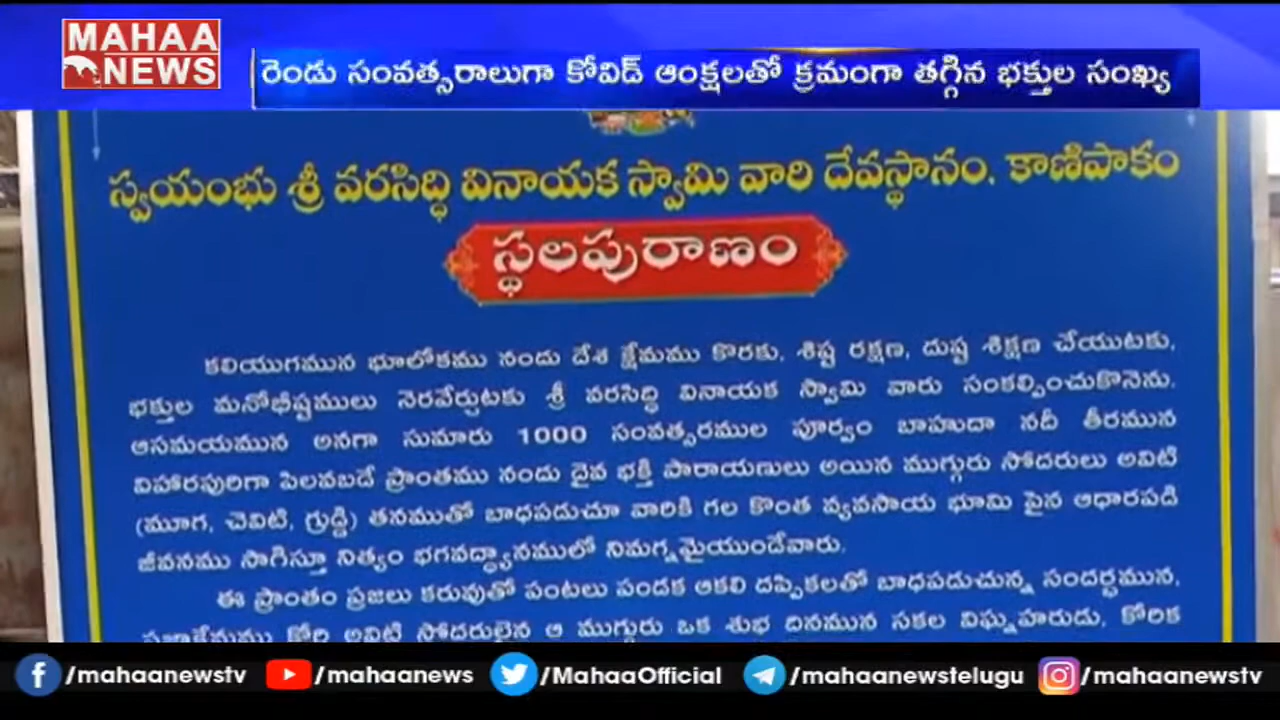 MAHAA
NEWS
రెండు సంవత్సరాలుగా కోవిడ్ ఆంక్షలతో క్రమంగా తగ్గిన భక్తుల సంఖ్య
స్వయంభు శ్రీ వరసిద్ధి వినాయక స్వామి వారి దేవస్థానం. కాణిపాకం
స్థలపురాణం
కలియుగమున భూలోకము నందు దేశ క్షేమము కొరకు, శిష్ట రక్షణ, దుష్ట శిక్షణ చేయుటకు,
భక్తుల మనోభీష్టములు నెరవేర్చుటకు శ్రీ వరసిద్ధి వినాయక స్వామి వారు సంకల్పించుకొనెను.
ఆసమయమున అనగా సుమారు 1000 సంవత్సరముల పూర్వం బాహుదా నదీ తీరమున
విహారపురిగా పిలవబడే ప్రాంతము నందు దైవ భక్తి పారాయణులు అయిన ముగ్గురు సోదరులు అవిటి
(మూగ, చెవిటి, గ్రుడ్డి) తనముతో బాధపడుచూ వారికి గల కొంత వ్యవసాయ భూమి పైన ఆధారపడి
జీవనము సాగిస్తూ నిత్యం భగవద్ధ్యానములో నిమగ్నమైయుండేవారు.
ఈ ప్రాంతం ప్రజలు కరువుతో పంటలు పండక ఆకలి దప్పికలతో బాధపడుచున్న సందర్భమున,
కోరి అవిటి సోదరులైన ఆ ముగ్గురు ఒక శుభ దినమున సకల విఘ్నహరుడు, కోరిక
/mahaanewstv
/mahaanews
/MahaaOfficial
/mahaanewstelugu
/mahaanewstv